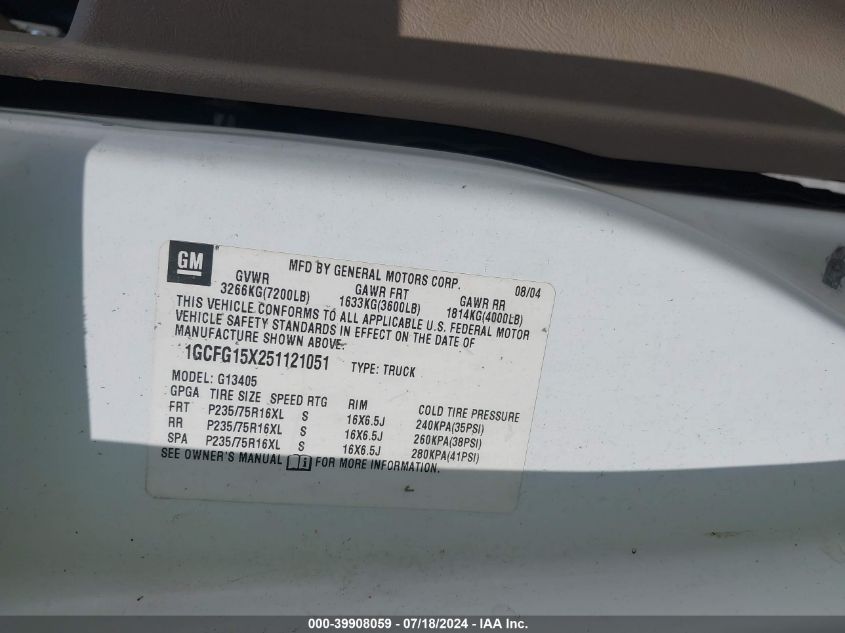 GM
MFD BY GENERAL MOTORS CORP. 08/04
GVWR GAWR FRT GAWR RR
3266KG(7200LB) 1633KG(3600LB) 1814KG(4000LB)
THIS VEHICLE CONFORMS TO ALL APPLICABLE U.S. FEDERAL MOTOR
VEHICLE SAFETY STANDARDS IN EFFECT ON THE DATE OF
MANUFACTURE SHOWN ABOVE.
1GCFG15X251121051 TYPE: TRUCK
MODEL: G13405
GPGA TIRE SIZE SPEED RTG RIM COLD TIRE PRESSURE
FRT P235/75R16XL S 16X6.5J 240KPA(35PSI)
RR P235/75R16XL S 16X6.5J 260KPA(38PSI)
SPA P235/75R16XL S 16X6.5J 280KPA(41PSI)
SEE OWNER'S MANUAL i FOR MORE INFORMATION.
000-39908059 / 07/18/2024 - IAA Inc.